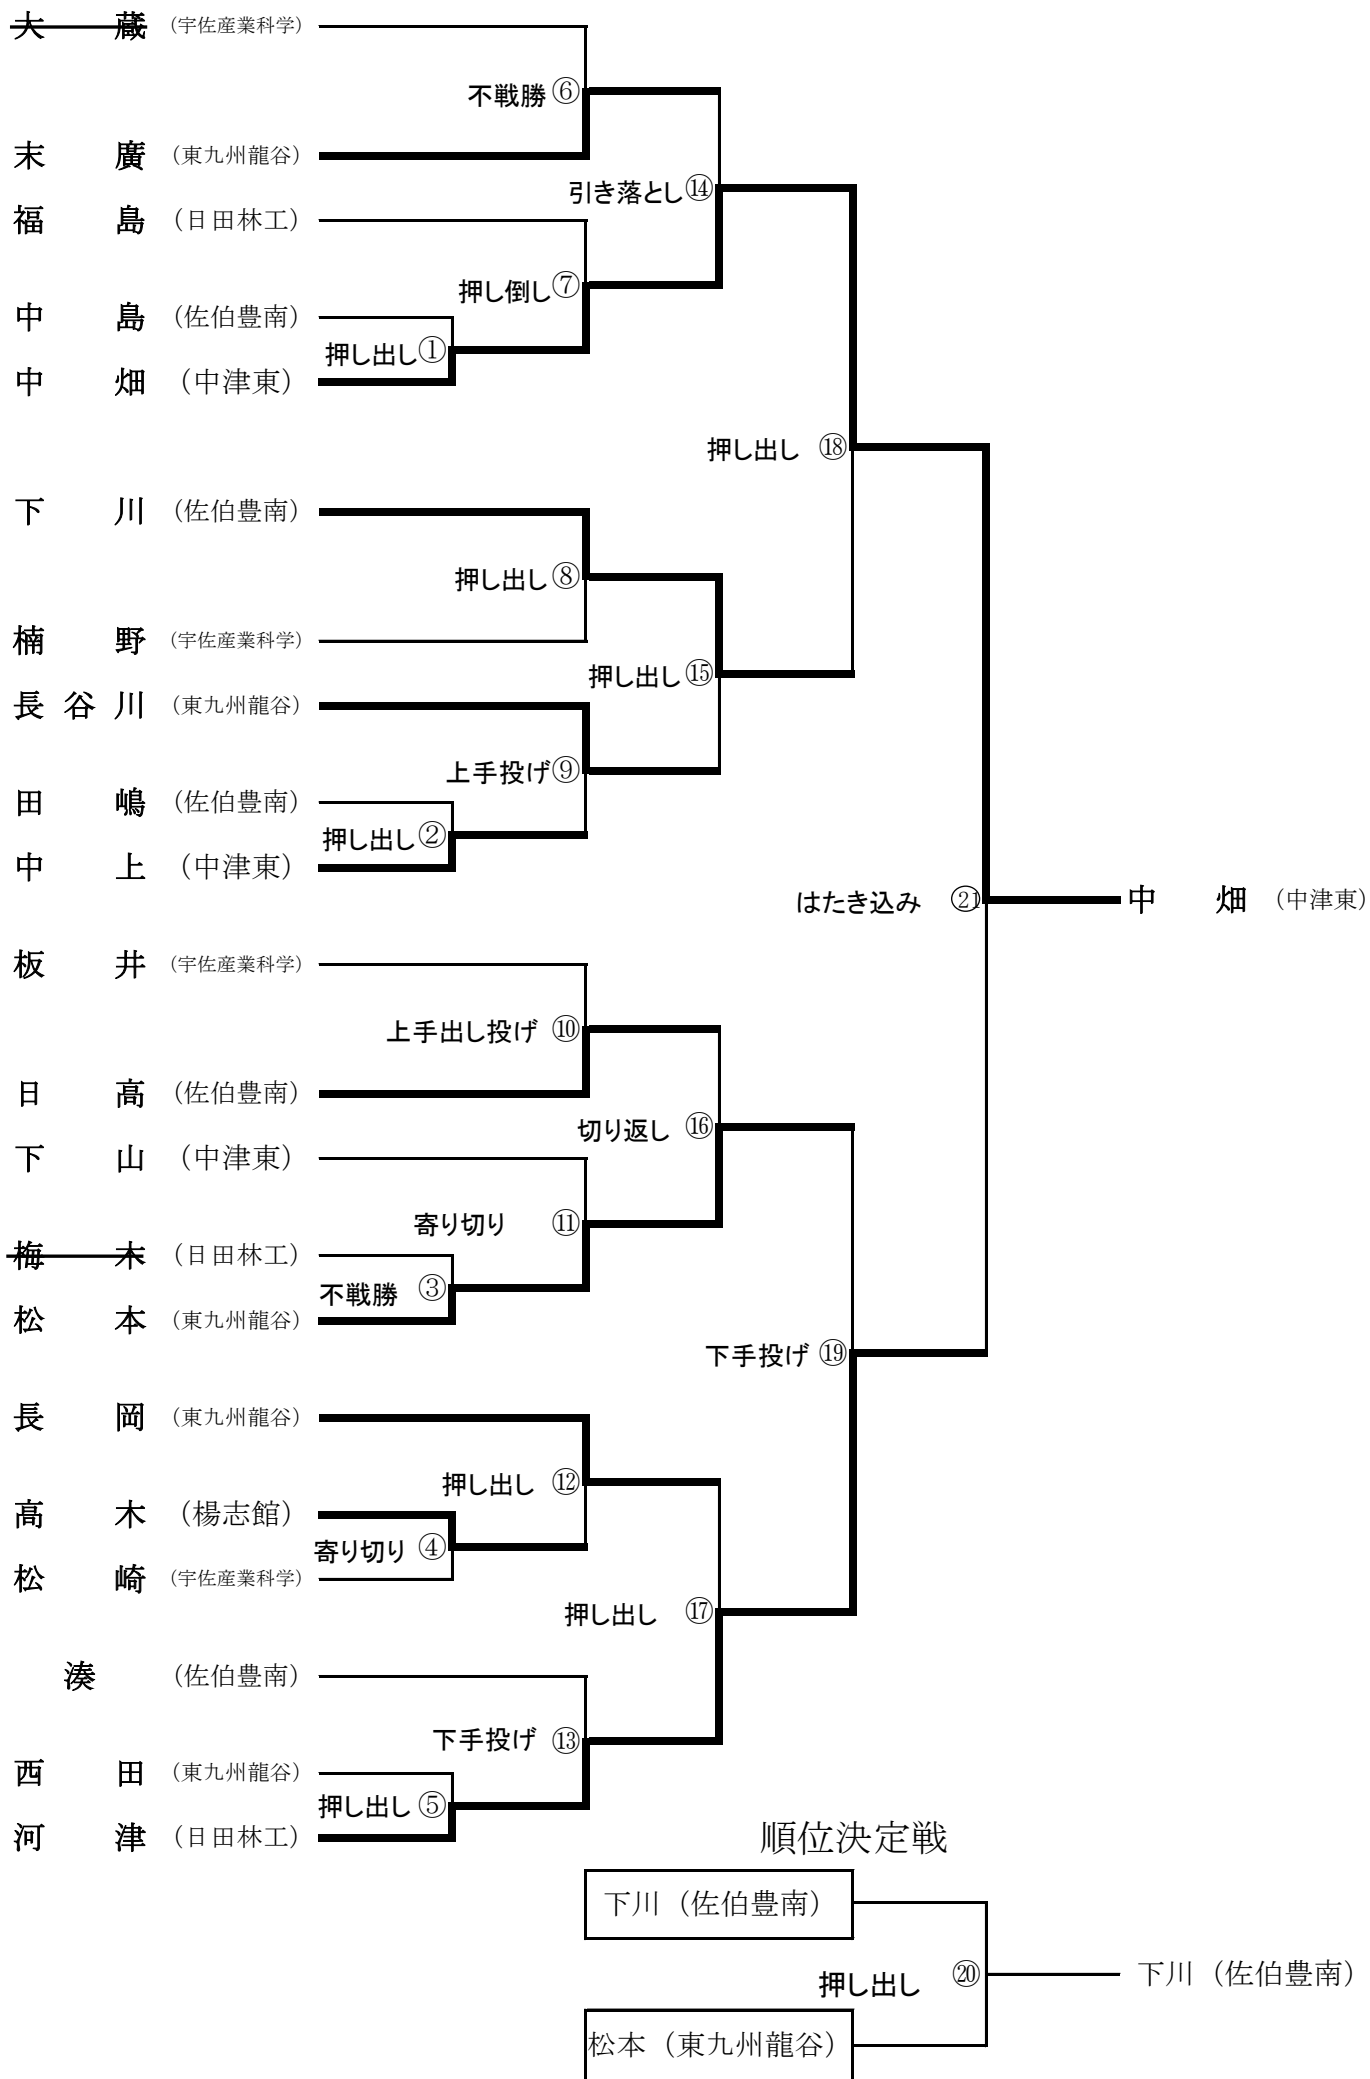 大 蔵 （宇佐産業科学）
不戦勝 ⑥
末 廣 （東九州龍谷）
引き落とし ⑭
福 島 （日田林工）
押し倒し ⑦
中 島 （佐伯豊南）
押し出し ①
中 畑 （中津東）
押し出し ⑱
下 川 （佐伯豊南）
押し出し ⑧
楠 野 （宇佐産業科学）
押し出し ⑮
長 谷 川 （東九州龍谷）
上手投げ ⑨
田 嶋 （佐伯豊南）
押し出し ②
中 上 （中津東）
はたき込み ㉑ 中 畑 （中津東）
板 井 （宇佐産業科学）
上手出し投げ ⑩
日 高 （佐伯豊南）
切り返し ⑯
下 山 （中津東）
寄り切り ⑪
梅 木 （日田林工）
不戦勝 ③
松 本 （東九州龍谷）
下手投げ ⑲
長 岡 （東九州龍谷）
押し出し ⑫
高 木 （楊志館）
寄り切り ④
松 崎 （宇佐産業科学）
押し出し ⑰
湊 （佐伯豊南）
下手投げ ⑬
西 田 （東九州龍谷）
押し出し ⑤
河 津 （日田林工）
順位決定戦
下川（佐伯豊南）
押し出し ⑳ 下川（佐伯豊南）
松本（東九州龍谷）